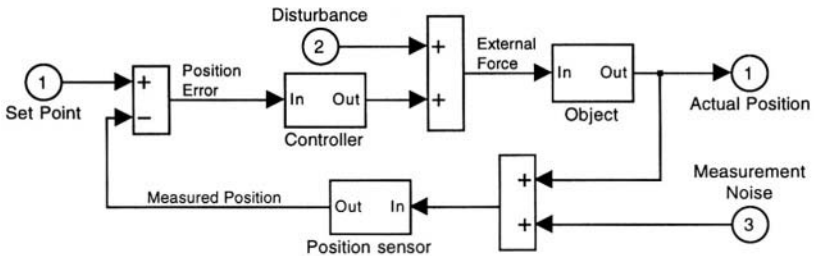 Disturbance
2
+
External
Force
1
+
Position
Error
In Out
+
In Out
1
Set Point
−
Controller
Object
Actual Position
Measured Position
Out In
+
+
Measurement
Noise
3
Position sensor